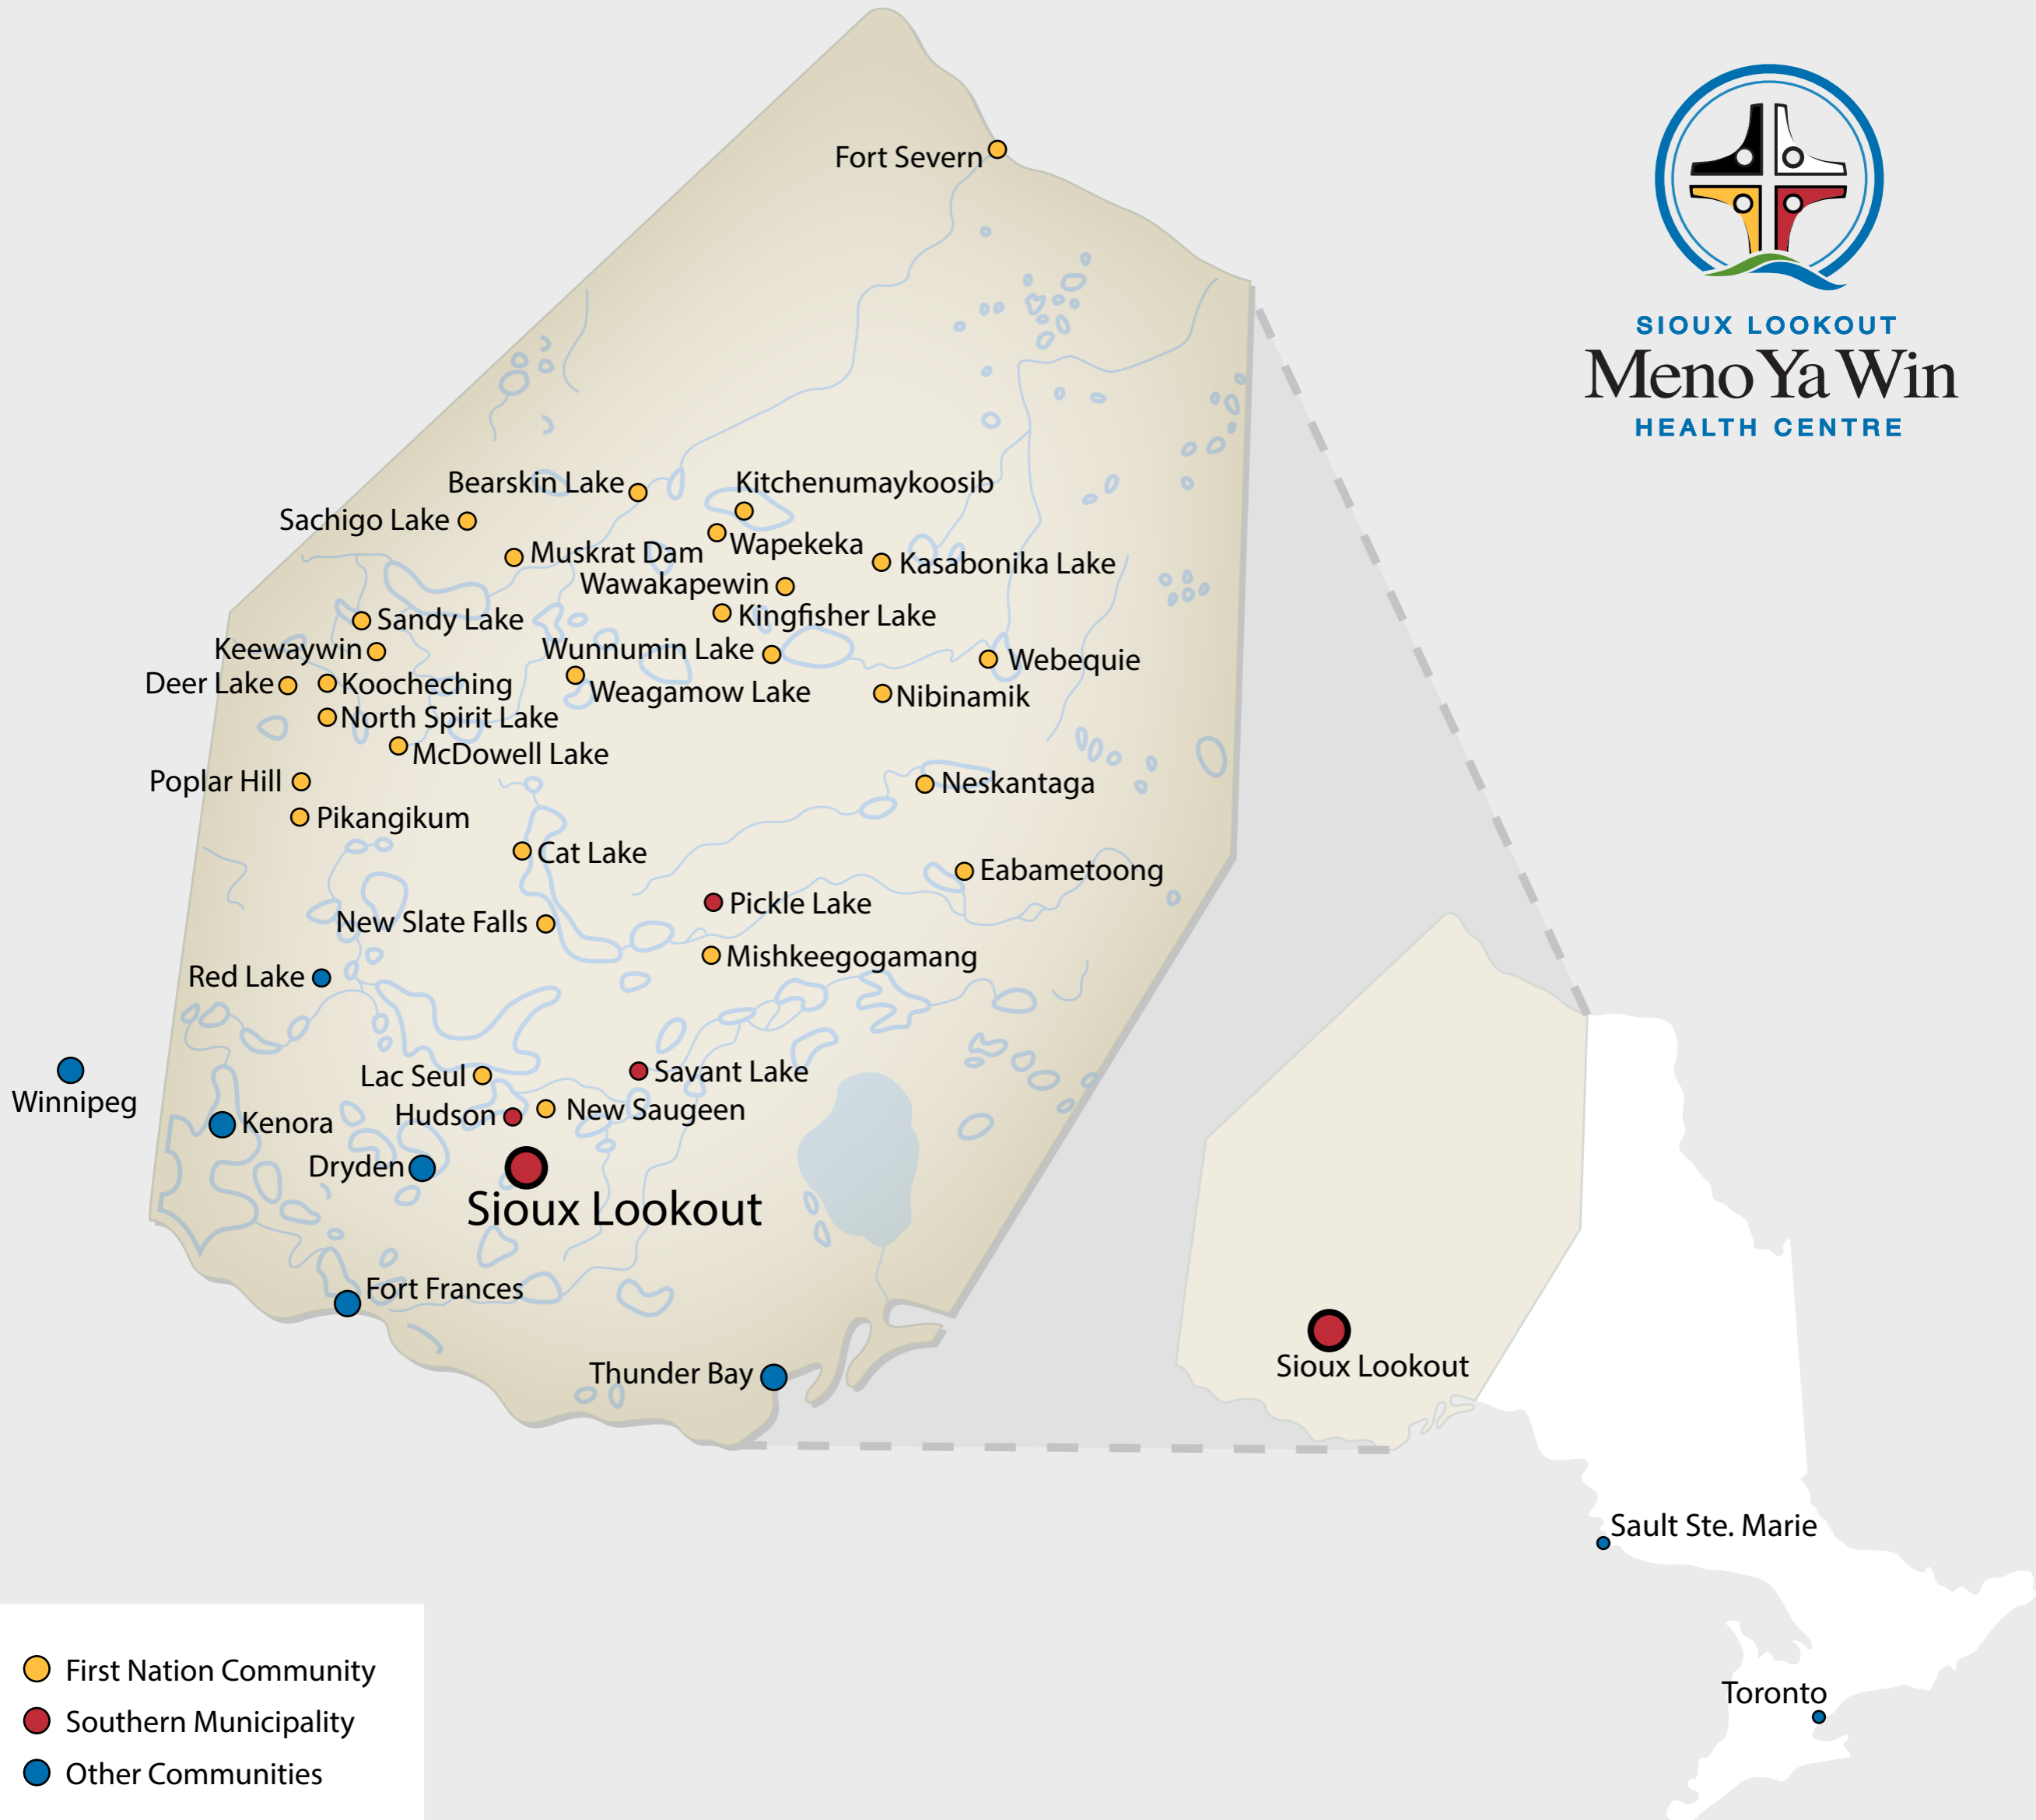 Fort Severn
SIOUX LOOKOUT
Meno Ya Win
HEALTH CENTRE
Bearskin Lake
Kitchenumaykoosib
Sachigo Lake
Muskrat Dam
Wapekeka
Kasabonika Lake
Wawakapewin
Sandy Lake
Kingfisher Lake
Keewaywin
Wunnumin Lake
Webequie
Deer Lake
Koocheching
Weagamow Lake
Nibinamik
North Spirit Lake
McDowell Lake
Poplar Hill
Neskantaga
Pikangikum
Cat Lake
Eabametoong
Pickle Lake
New Slate Falls
Mishkeegogamang
Red Lake
Lac Seul
Savant Lake
Winnipeg
Kenora
Hudson
New Saugeen
Dryden
Sioux Lookout
Fort Frances
Thunder Bay
Sioux Lookout
Sault Ste. Marie
Toronto
First Nation Community
Southern Municipality
Other Communities